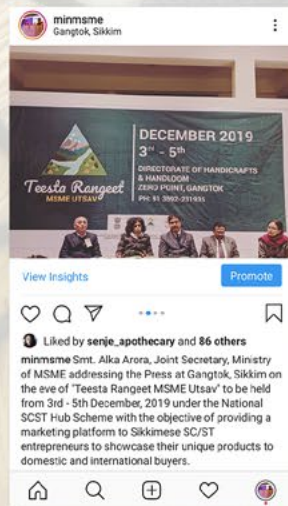 minmsme
Gangtok, Sikkim
DECEMBER 2019
3rd - 5th
DIRECTORATE OF HANDICRAFTS
& HANDLOOM
ZERO POINT, GANGTOK
Teesta Rangeet
MSME UTSAV
View Insights
Promote
Liked by senje_apothecary and 86 others
minmsme Smt. Alka Arora, Joint Secretary, Ministry
of MSME addressing the Press at Gangtok, Sikkim on
the eve of "Teesta Rangeet MSME Utsav" to be held
from 3rd - 5th December, 2019 under the National
SCST Hub Scheme with the objective of providing a
marketing platform to Sikkimese SC/ST
entrepreneurs to showcase their unique products to
domestic and international buyers.